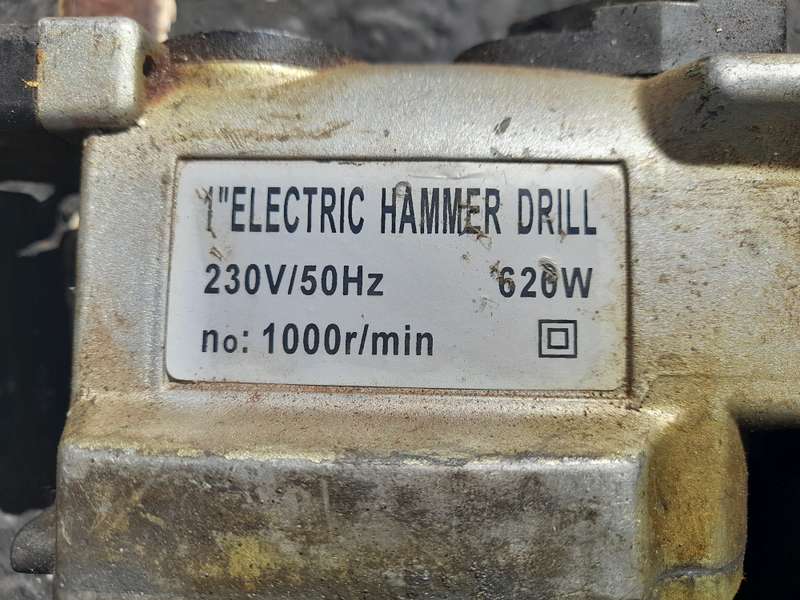 1"ELECTRIC HAMMER DRILL
230V/50Hz 620W
no: 1000r/min